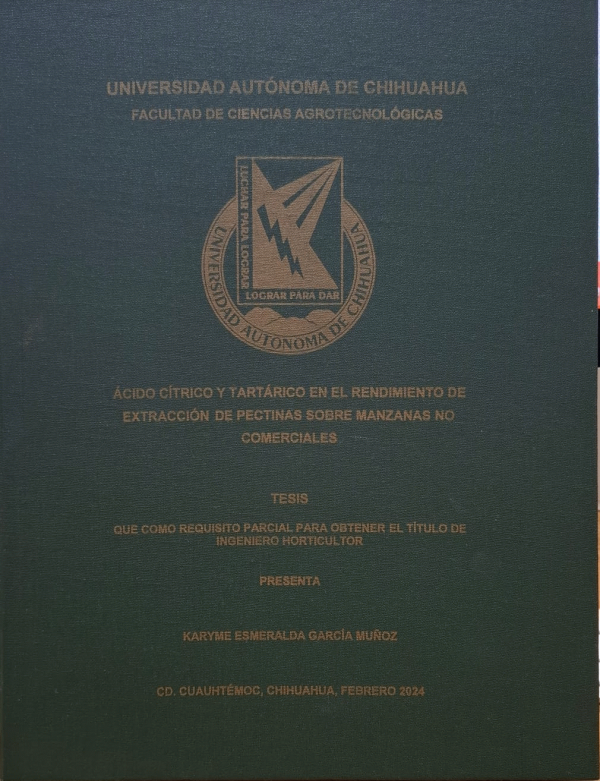 UNIVERSIDAD AUTÓNOMA DE CHIHUAHUA
FACULTAD DE CIENCIAS AGROTECNOLÓGICAS
LUCHAR PARA LOGRAR
LOGRAR PARA DAR
UNIVERSIDAD AUTONOMA DE CHIHUAHUA
ÁCIDO CÍTRICO Y TARTÁRICO EN EL RENDIMIENTO DE
EXTRACCIÓN DE PECTINAS SOBRE MANZANAS NO
COMERCIALES
TESIS
QUE COMO REQUISITO PARCIAL PARA OBTENER EL TÍTULO DE
INGENIERO HORTICULTOR
PRESENTA
KARYME ESMERALDA GARCÍA MUÑOZ
CD. CUAUHTÉMOC, CHIHUAHUA, FEBRERO 2024